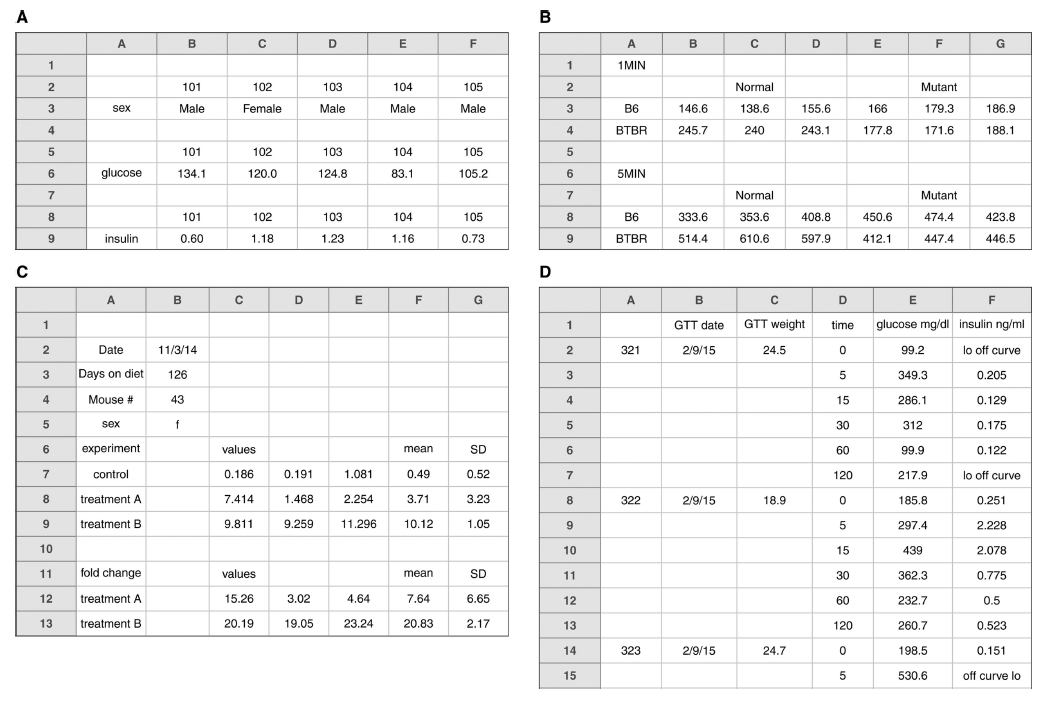 A
A B C D E F
1
2 101 102 103 104 105
3 sex Male Female Male Male Male
4
5 101 102 103 104 105
6 glucose 134.1 120.0 124.8 83.1 105.2
7
8 101 102 103 104 105
9 insulin 0.60 1.18 1.23 1.16 0.73
B
A B C D E F G
1 1MIN
2 Normal Mutant
3 B6 146.6 138.6 155.6 166 179.3 186.9
4 BTBR 245.7 240 243.1 177.8 171.6 188.1
5
6 5MIN
7 Normal Mutant
8 B6 333.6 353.6 408.8 450.6 474.4 423.8
9 BTBR 514.4 610.6 597.9 412.1 447.4 446.5
C
A B C D E F G
1
2 Date 11/3/14
3 Days on diet 126
4 Mouse # 43
5 sex f
6 experiment values mean SD
7 control 0.186 0.191 1.081 0.49 0.52
8 treatment A 7.414 1.468 2.254 3.71 3.23
9 treatment B 9.811 9.259 11.296 10.12 1.05
10
11 fold change values mean SD
12 treatment A 15.26 3.02 4.64 7.64 6.65
13 treatment B 20.19 19.05 23.24 20.83 2.17
D
A B C D E F
1 GTT date GTT weight time glucose mg/dl insulin ng/ml
2 321 2/9/15 24.5 0 99.2 lo off curve
3 5 349.3 0.205
4 15 286.1 0.129
5 30 312 0.175
6 60 99.9 0.122
7 120 217.9 lo off curve
8 322 2/9/15 18.9 0 185.8 0.251
9 5 297.4 2.228
10 15 439 2.078
11 30 362.3 0.775
12 60 232.7 0.5
13 120 260.7 0.523
14 323 2/9/15 24.7 0 198.5 0.151
15 5 530.6 off curve lo